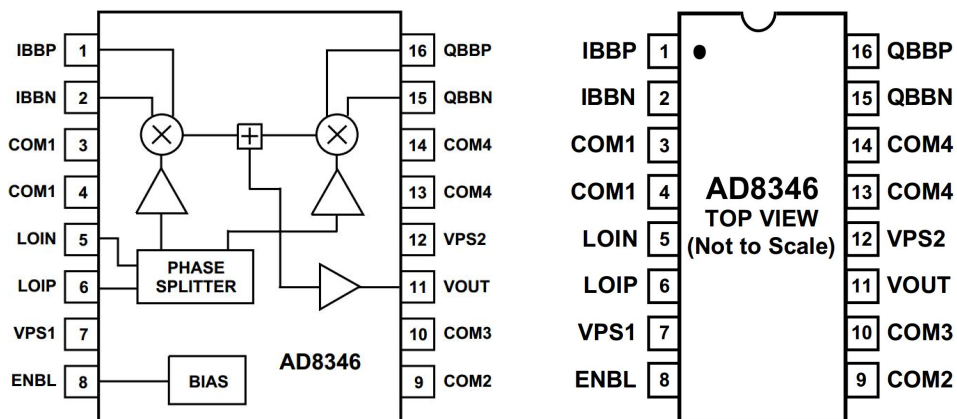 IBBP 1
IBBN 2
COM1 3
COM1 4
LOIN 5
LOIP 6
VPS1 7
ENBL 8
16 QBBP
15 QBBN
14 COM4
13 COM4
12 VPS2
11 VOUT
10 COM3
9 COM2
PHASE
SPLITTER
BIAS
AD8346
IBBP 1
IBBN 2
COM1 3
COM1 4
LOIN 5
LOIP 6
VPS1 7
ENBL 8
AD8346
TOP VIEW
(Not to Scale)
16 QBBP
15 QBBN
14 COM4
13 COM4
12 VPS2
11 VOUT
10 COM3
9 COM2